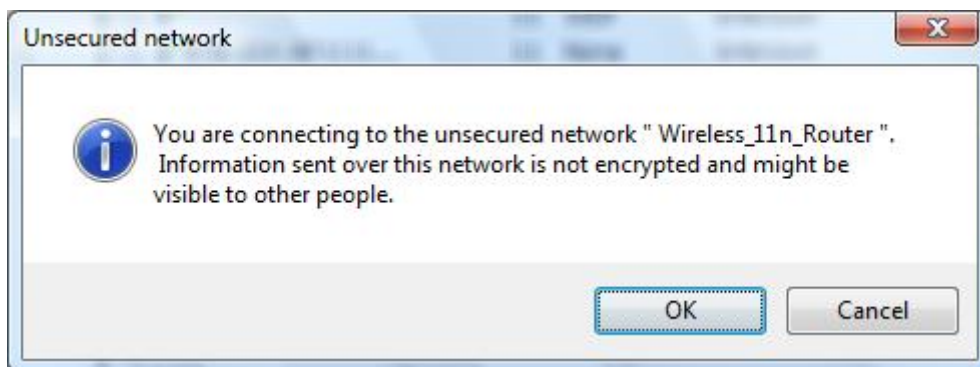 Unsecured network
You are connecting to the unsecured network " Wireless_11n_Router ".
Information sent over this network is not encrypted and might be
visible to other people.
OK
Cancel